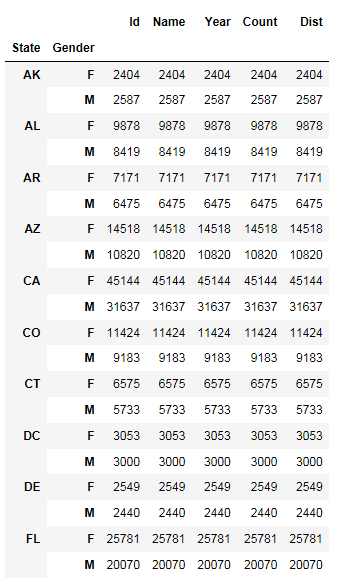 Id Name Year Count Dist
State Gender
AK F 2404 2404 2404 2404 2404
M 2587 2587 2587 2587 2587
AL F 9878 9878 9878 9878 9878
M 8419 8419 8419 8419 8419
AR F 7171 7171 7171 7171 7171
M 6475 6475 6475 6475 6475
AZ F 14518 14518 14518 14518 14518
M 10820 10820 10820 10820 10820
CA F 45144 45144 45144 45144 45144
M 31637 31637 31637 31637 31637
CO F 11424 11424 11424 11424 11424
M 9183 9183 9183 9183 9183
CT F 6575 6575 6575 6575 6575
M 5733 5733 5733 5733 5733
DC F 3053 3053 3053 3053 3053
M 3000 3000 3000 3000 3000
DE F 2549 2549 2549 2549 2549
M 2440 2440 2440 2440 2440
FL F 25781 25781 25781 25781 25781
M 20070 20070 20070 20070 20070